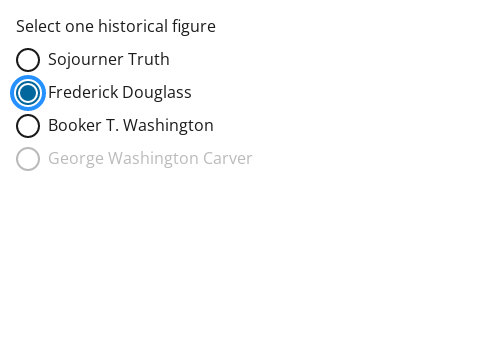 Select one historical figure
Sojourner Truth
Frederick Douglass
Booker T. Washington
George Washington Carver